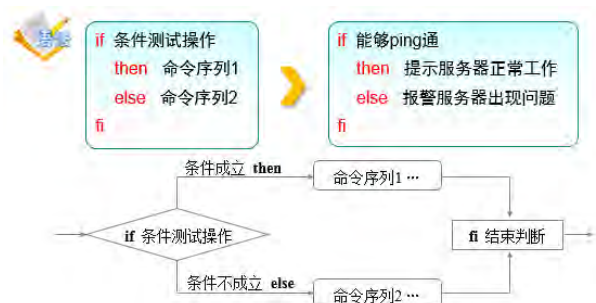 语法
if 条件测试操作
then 命令序列1
else 命令序列2
fi
if 能够ping通
then 提示服务器正常工作
else 报警服务器出现问题
fi
条件成立 then
命令序列1 …
if 条件测试操作
fi 结束判断
条件不成立 else
命令序列2 …